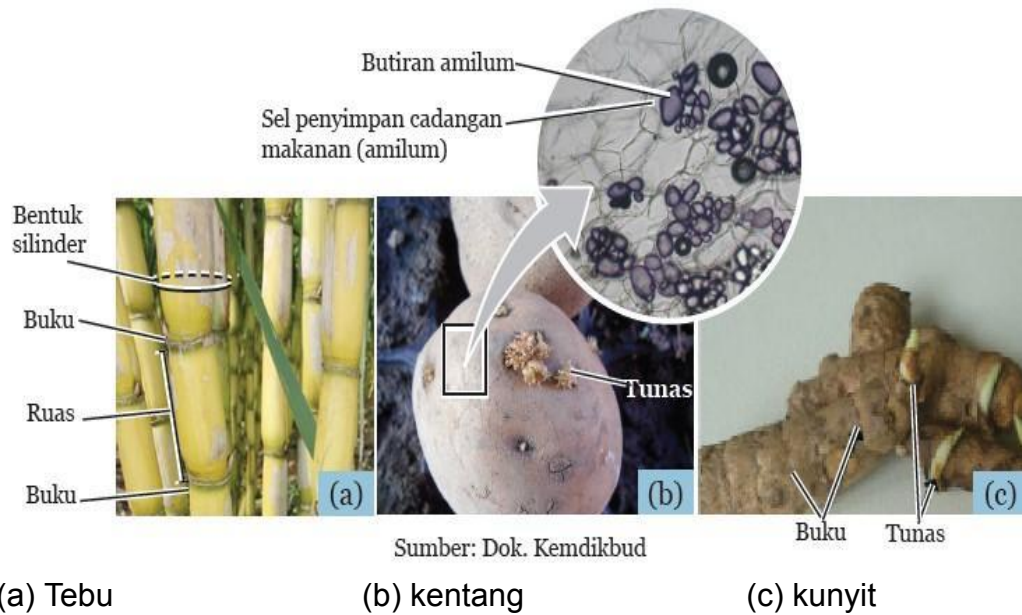 Butiran amilum
Sel penyimpan cadangan
makanan (amilum)
Bentuk
silinder
Buku
Ruas
Buku
(a)
Tunas
(b)
Buku
Tunas
(c)
Sumber: Dok. Kemdikbud
(a) Tebu (b) kentang (c) kunyit